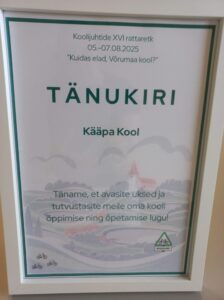 Koolijuhtide XVI rattaretk
05.-07.08.2025
"Kuidas elad, Võrumaa kool?"
TÄNUKIRI
Kääpa Kool
Täname, et avasite uksed ja
tutvustasite meile oma kooli
õppimise ning õpetamise lugu!